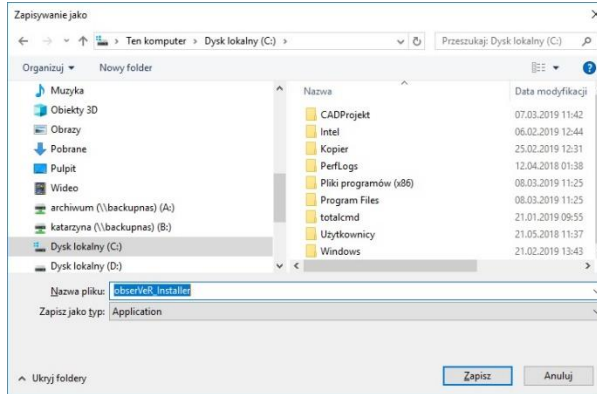 Zapisywanie jako
Ten komputer > Dysk lokalny (C:) >
Przeszukaj: Dysk lokalny (C:)
Organizuj
Nowy folder
Muzyka
Obiekty 3D
Obrazy
Pobrane
Pulpit
Wideo
archiwum (\\backupnas) (A:)
katarzyna (\\backupnas) (B:)
Dysk lokalny (C:)
Dysk lokalny (D:)
Nazwa Data modyfikacji
CADProjekt 07.03.2019 11:42
Intel 06.02.2019 12:44
Kopier 25.02.2019 12:31
PerfLogs 12.04.2018 01:38
Pliki programów (x86) 08.03.2019 11:25
Program Files 08.03.2019 11:25
totalcmd 21.01.2019 09:55
Użytkownicy 21.05.2018 11:37
Windows 21.02.2019 13:43
Nazwa pliku: obserVeR_Installer
Zapisz jako typ: Application
Ukryj foldery
Zapisz
Anuluj